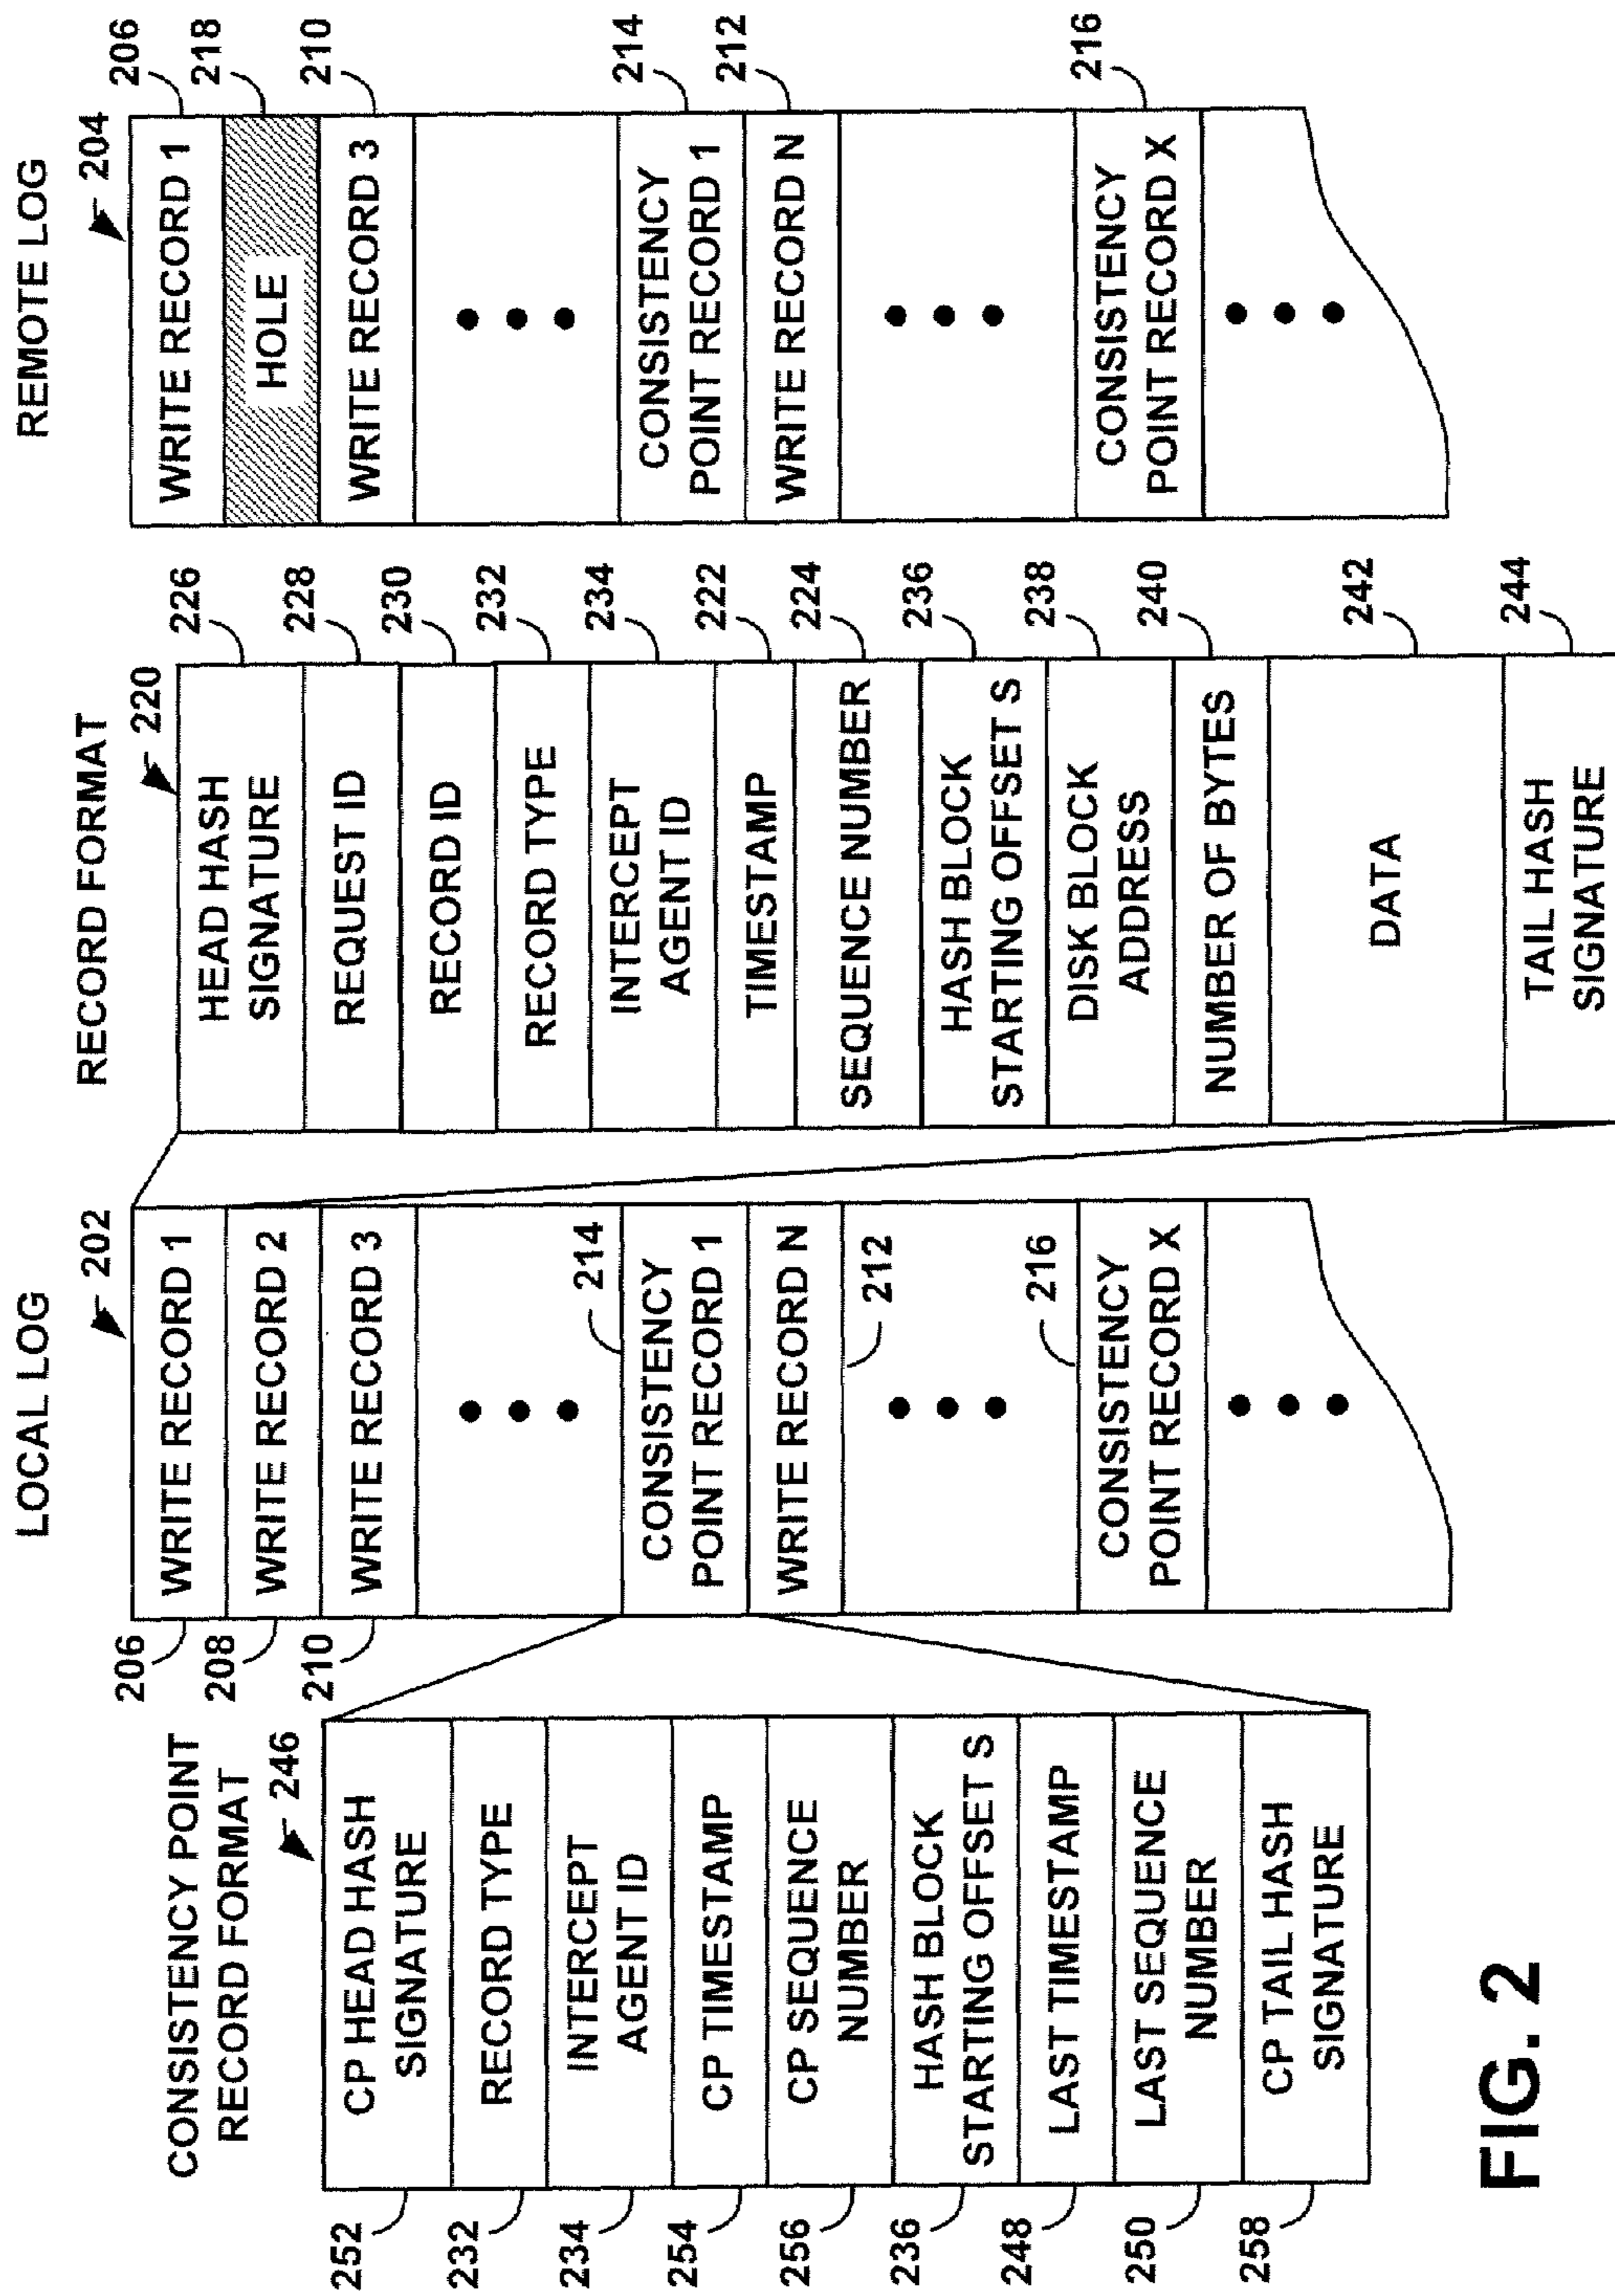 CONSISTENCY POINT
RECORD FORMAT
246
CP HEAD HASH
SIGNATURE
RECORD TYPE
INTERCEPT
AGENT ID
CP TIMESTAMP
CP SEQUENCE
NUMBER
HASH BLOCK
STARTING OFFSET S
LAST TIMESTAMP
LAST SEQUENCE
NUMBER
CP TAIL HASH
SIGNATURE
252
232
234
254
256
236
248
250
258
LOCAL LOG
202
WRITE RECORD 1
WRITE RECORD 2
WRITE RECORD 3
CONSISTENCY
POINT RECORD 1
WRITE RECORD N
CONSISTENCY
POINT RECORD X
206
208
210
214
212
216
RECORD FORMAT
220
HEAD HASH
SIGNATURE
REQUEST ID
RECORD ID
RECORD TYPE
INTERCEPT
AGENT ID
TIMESTAMP
SEQUENCE NUMBER
HASH BLOCK
STARTING OFFSET S
DISK BLOCK
ADDRESS
NUMBER OF BYTES
DATA
TAIL HASH
SIGNATURE
226
228
230
232
234
222
224
236
238
240
242
244
REMOTE LOG
204
WRITE RECORD 1
HOLE
WRITE RECORD 3
CONSISTENCY
POINT RECORD 1
WRITE RECORD N
CONSISTENCY
POINT RECORD X
206
218
210
214
212
216
FIG. 2